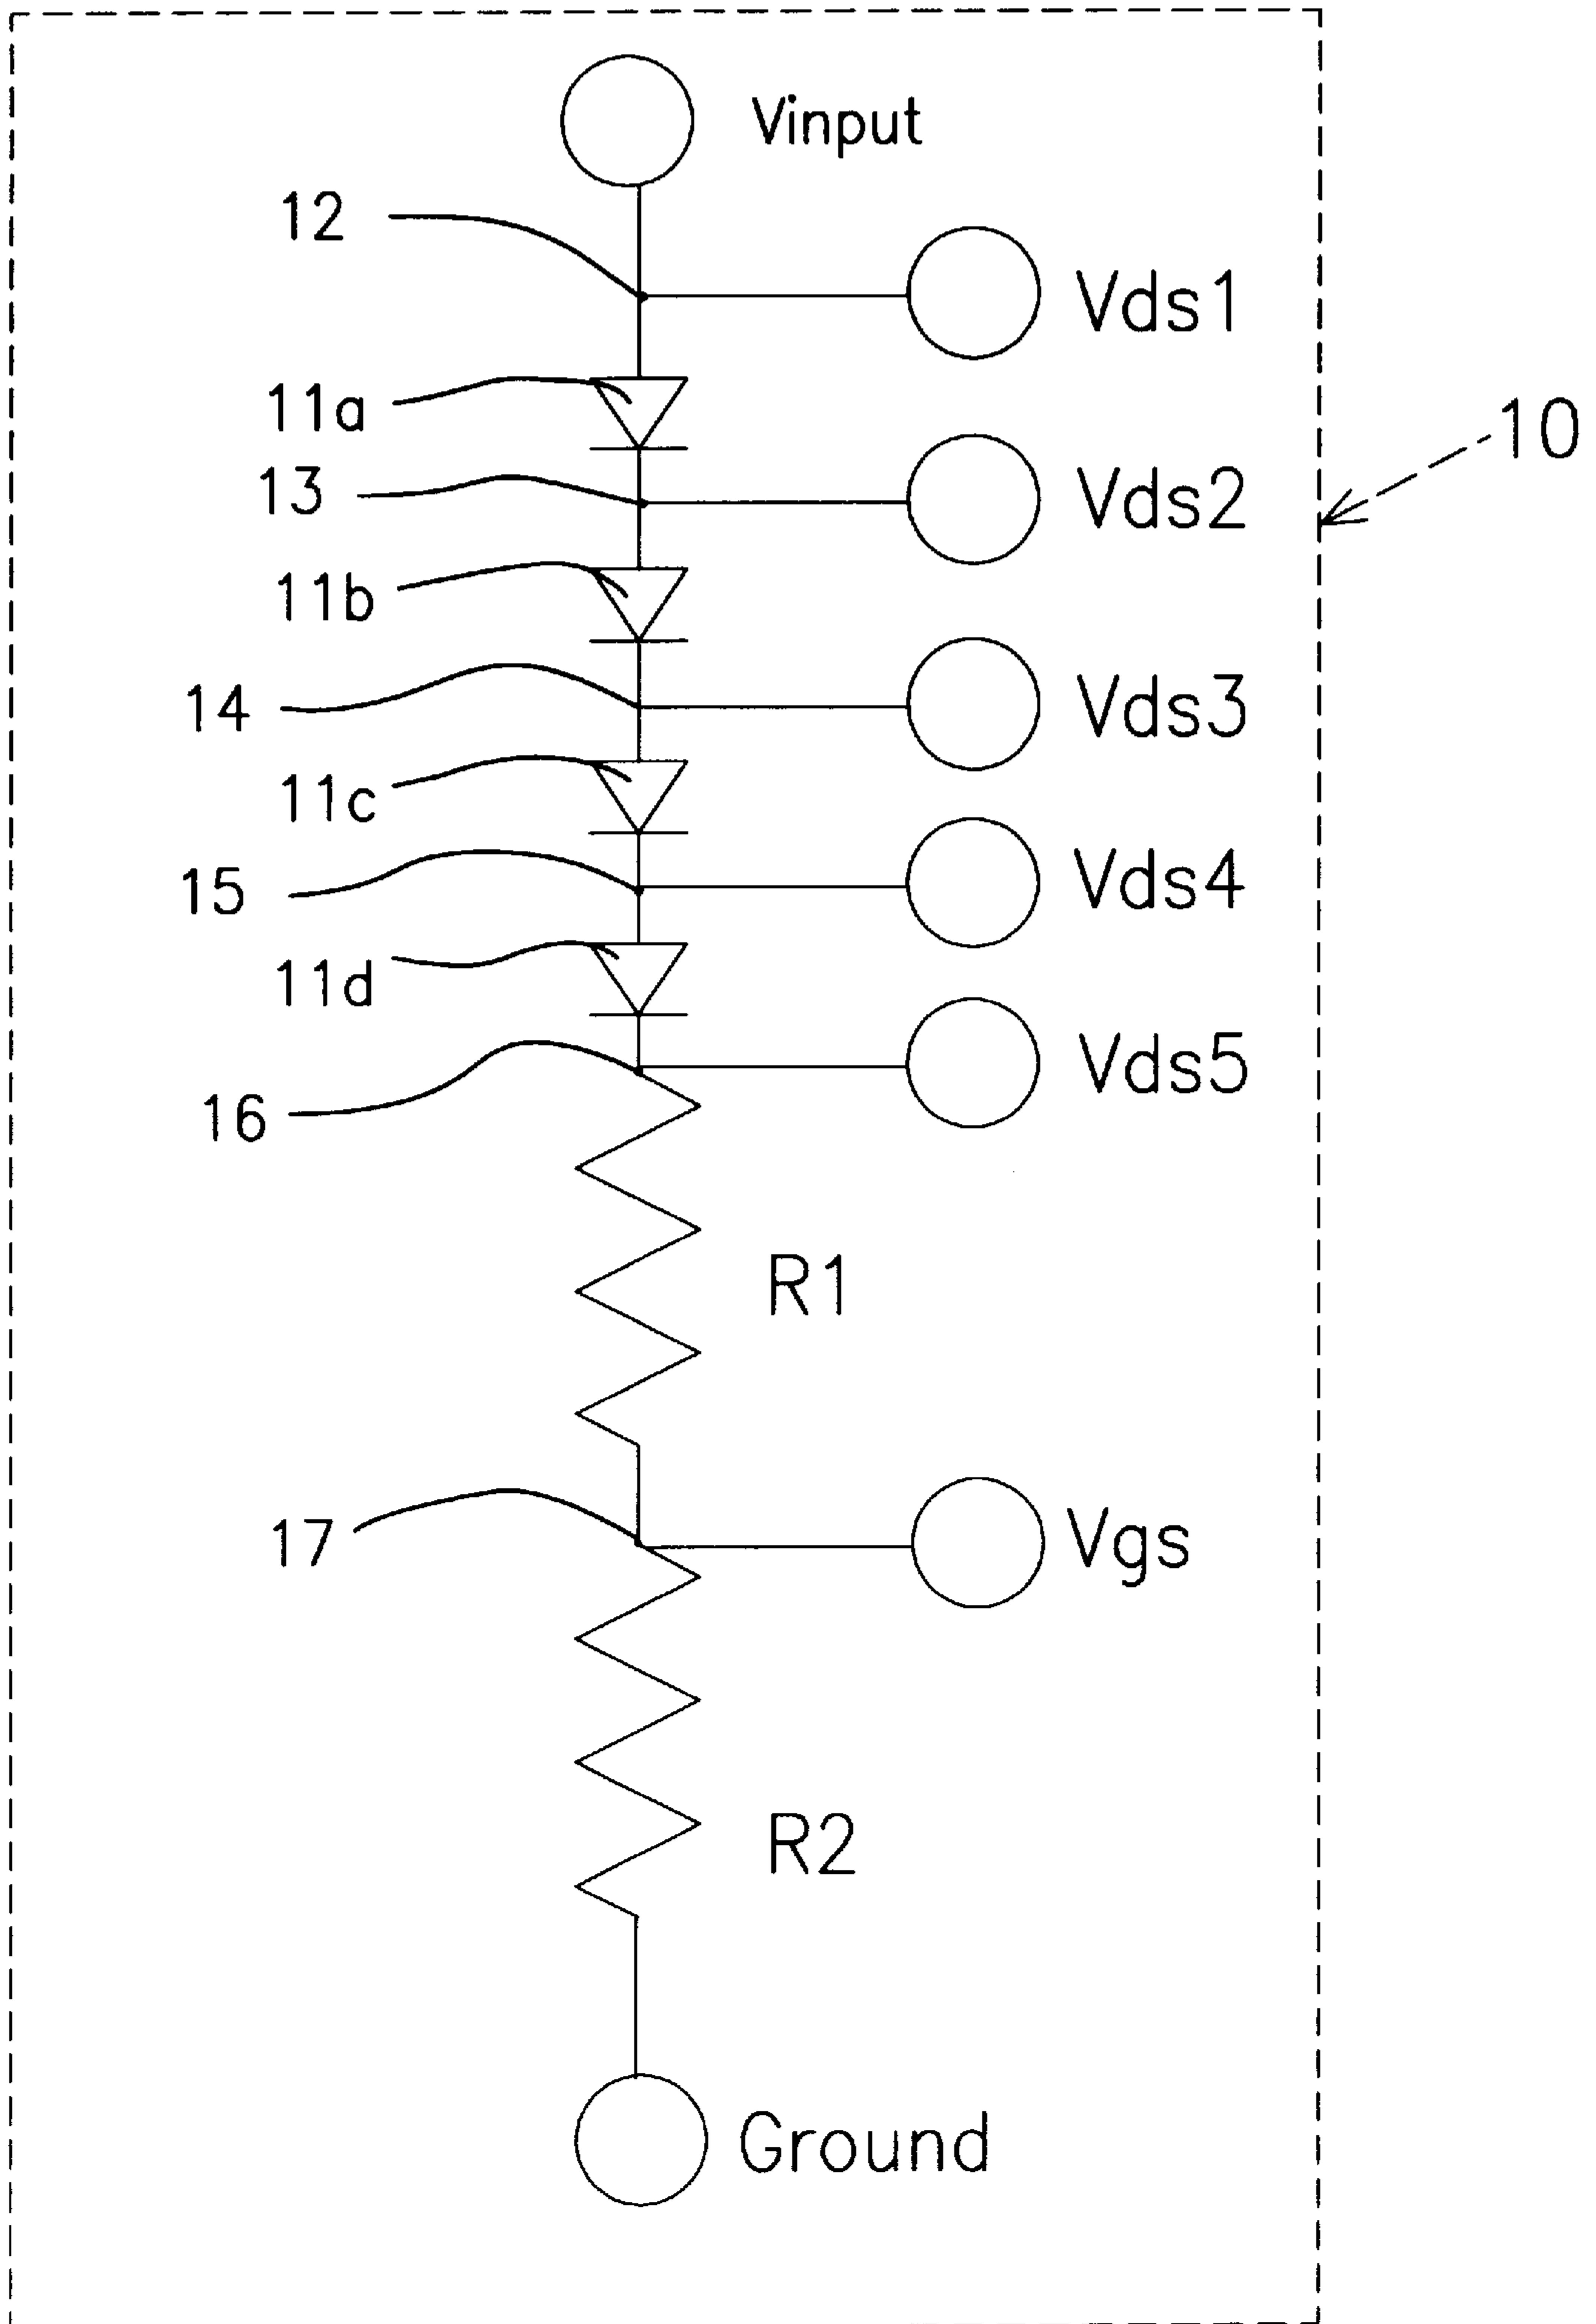 Vinput
12
Vds1
11a
10
13
Vds2
11b
14
Vds3
11c
15
Vds4
11d
16
Vds5
R1
17
Vgs
R2
Ground